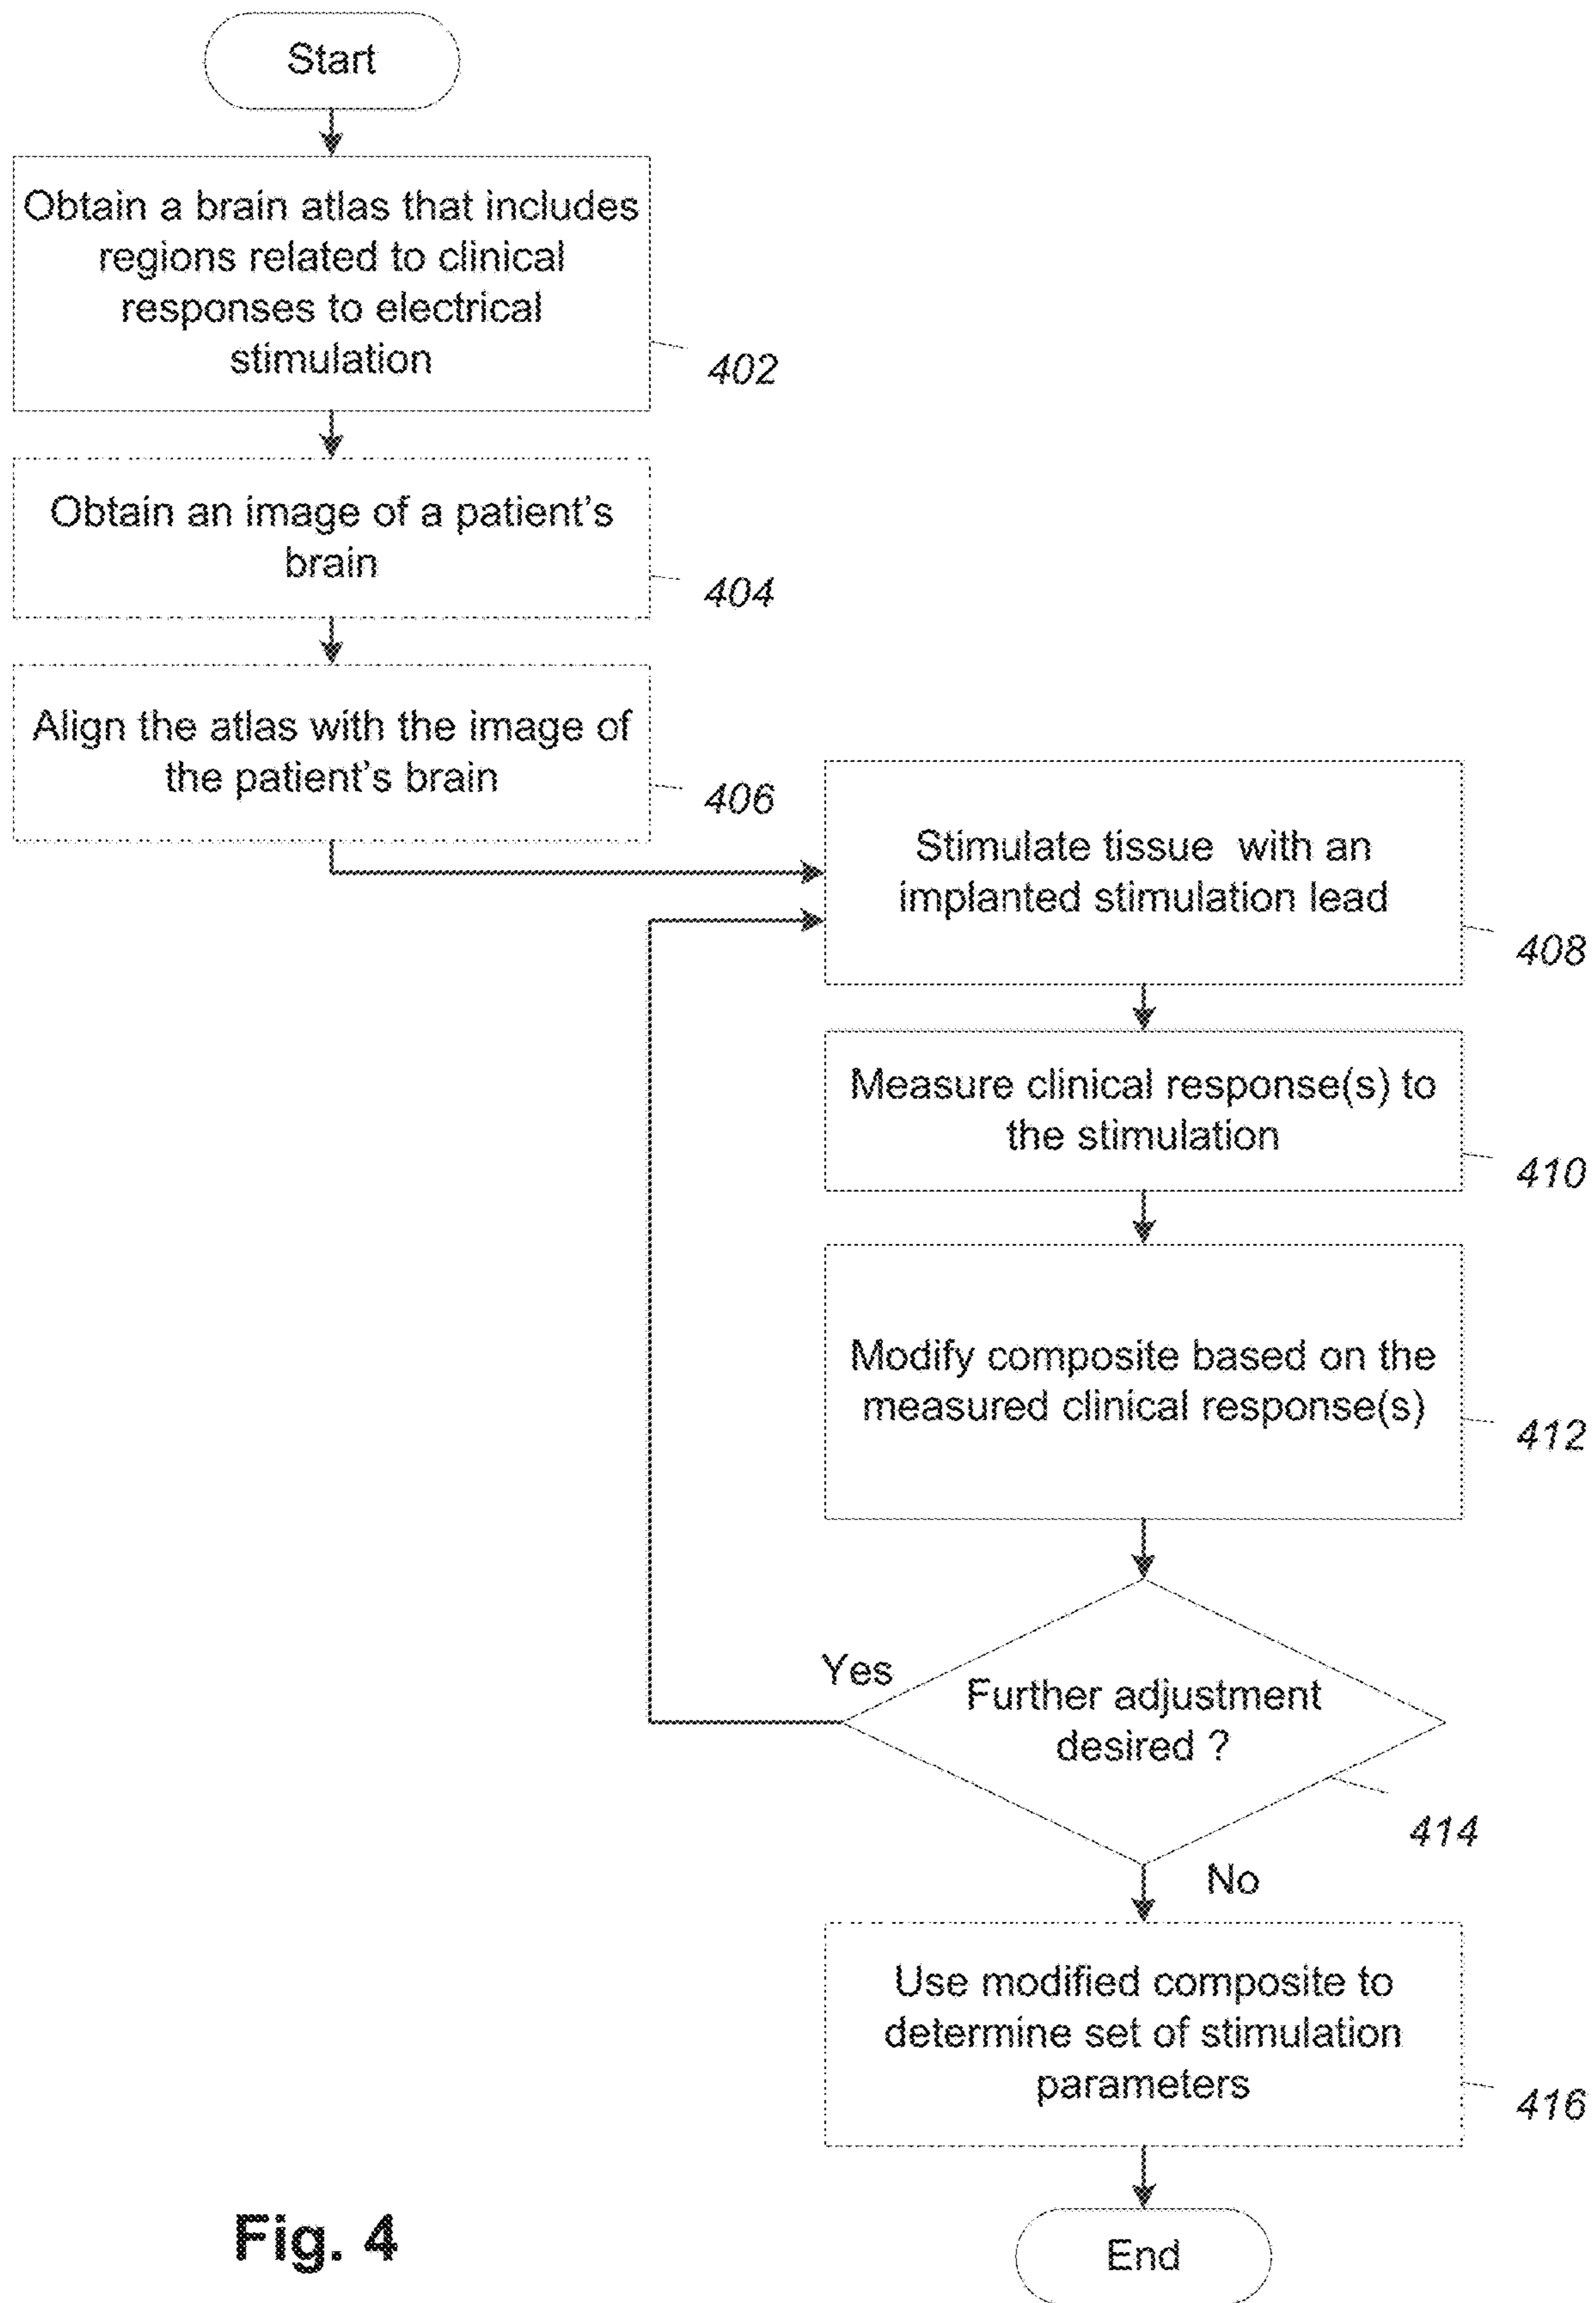 Start
Obtain a brain atlas that includes
regions related to clinical
responses to electrical
stimulation
402
Obtain an image of a patient's
brain
404
Align the atlas with the image of
the patient's brain
406
Stimulate tissue with an
implanted stimulation lead
408
Measure clinical response(s) to
the stimulation
410
Modify composite based on the
measured clinical response(s)
412
Yes
Further adjustment
desired ?
414
No
Use modified composite to
determine set of stimulation
parameters
416
End
Fig. 4